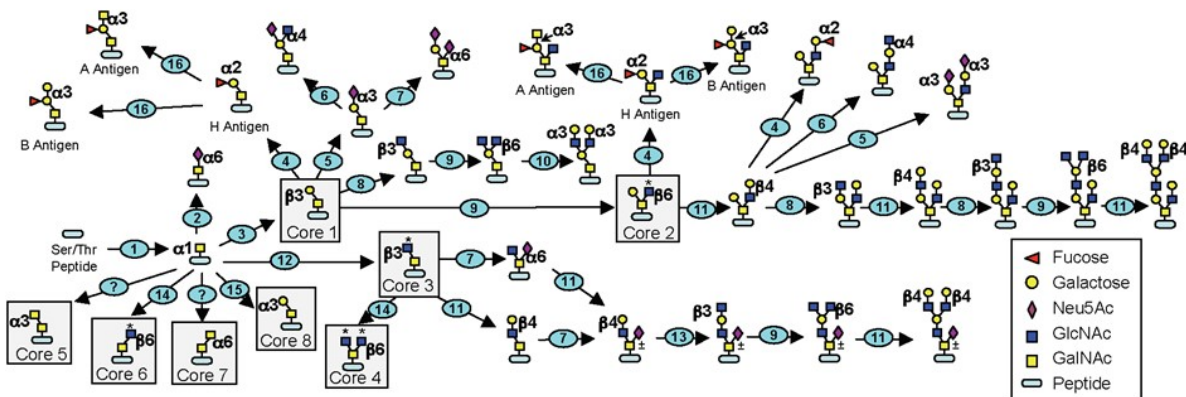 α3
A Antigen
16
α2
H Antigen
α3
B Antigen
16
α4
α6
6
7
α3
4
5
8
β3
9
β6
10
α3 α3
α3
A Antigen
16
α2
H Antigen
16
α3
B Antigen
4
α2
4
α4
6
α3
α3
5
β3
Core 1
9
*
β6
Core 2
11
β4
8
β3
11
β4
8
β3
9
β6
11
β4
β4
α6
2
3
Ser/Thr
Peptide
1
α1
12
*
β3
Core 3
7
α6
11
14
11
β4
7
β4
±
13
β3
±
9
β6
±
11
β4 β4
±
?
14
?
15
α3
Core 5
*
β6
Core 6
α6
Core 7
α3
Core 8
* *
β6
Core 4
Fucose
Galactose
Neu5Ac
GlcNAc
GalNAc
Peptide